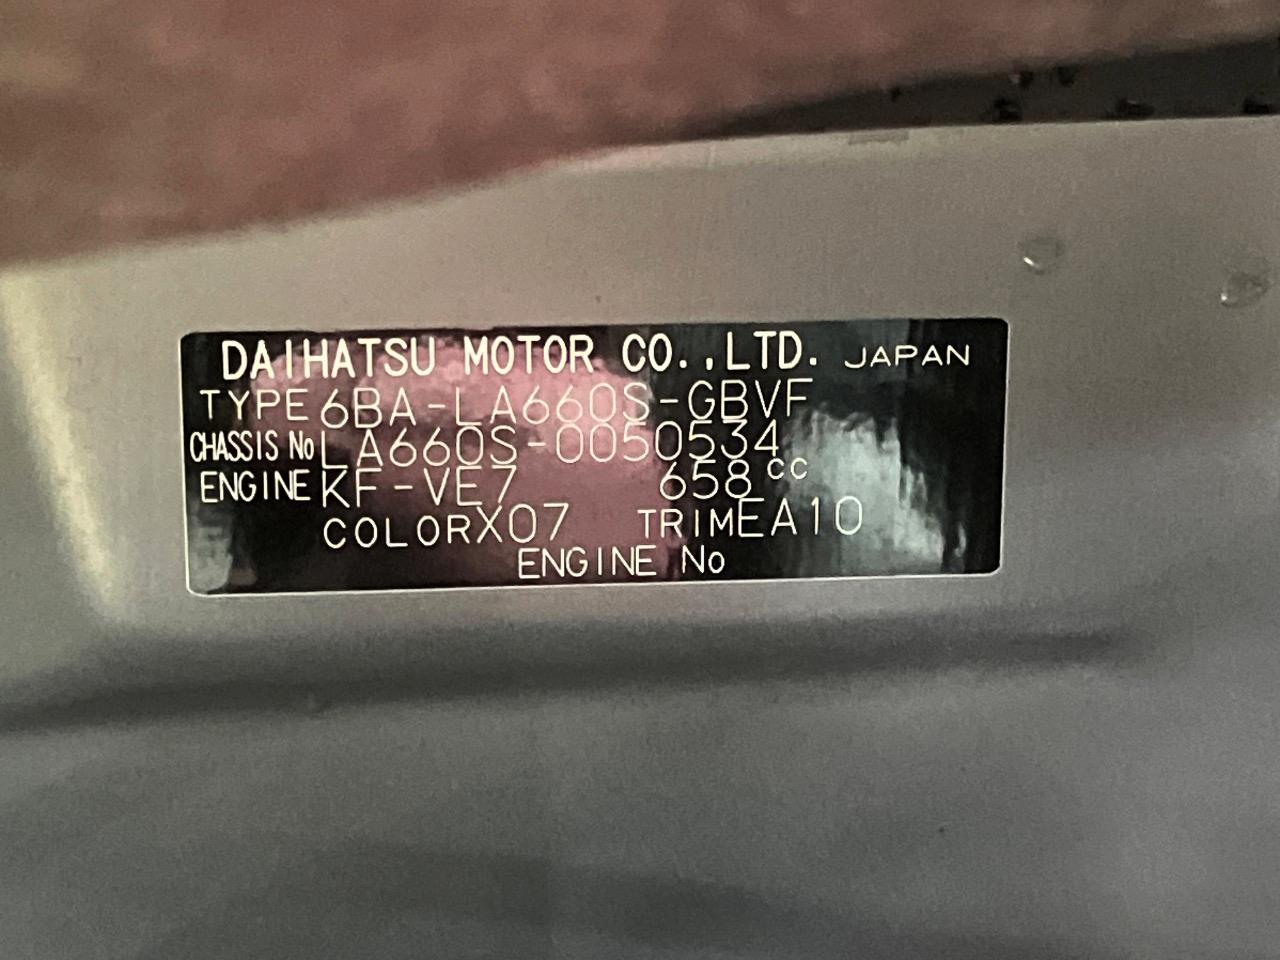 DAIHATSU MOTOR CO.,LTD. JAPAN
TYPE 6BA-LA660S-GBVF
CHASSIS No LA660S-0050534
ENGINE KF-VE7 658cc
COLOR X07 TRIM EA10
ENGINE No